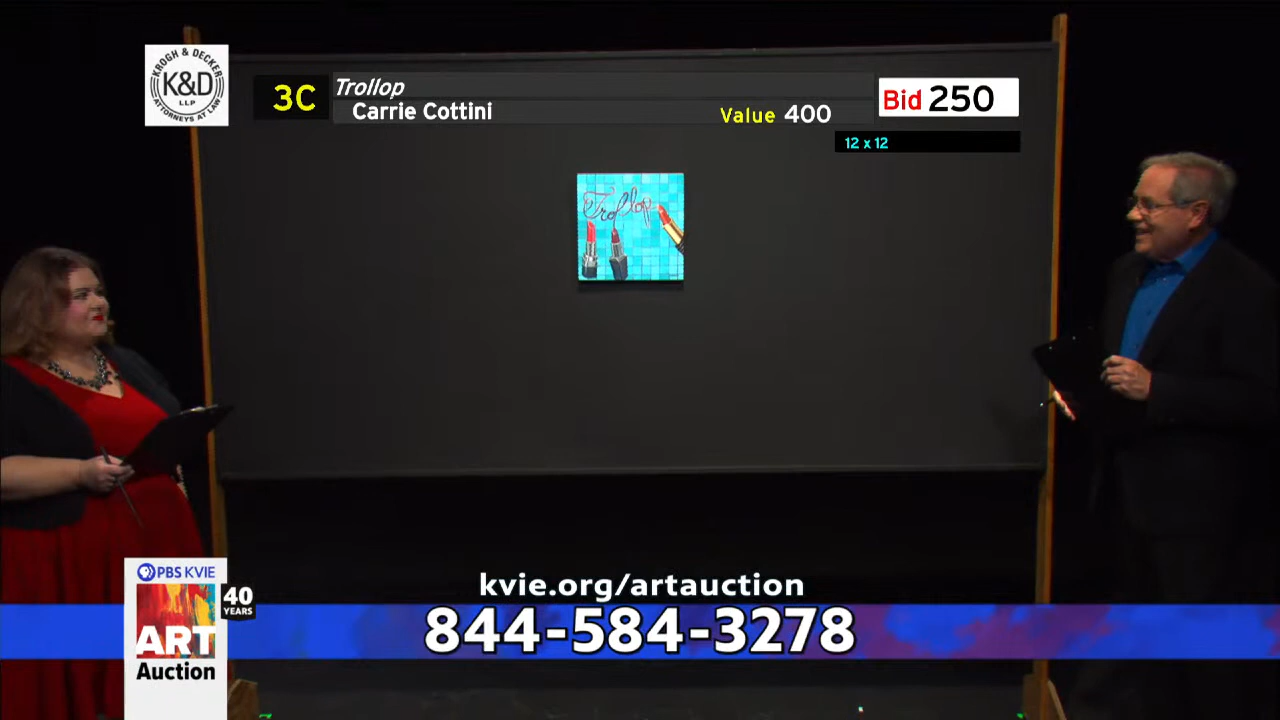 KROGH & DECKER
K&D
LLP
ATTORNEYS AT LAW
3C
Trollop
Carrie Cottini
Value 400
Bid 250
12 x 12
Trollop
kvie.org/artauction
844-584-3278
PBS KVIE
40
YEARS
ART
Auction